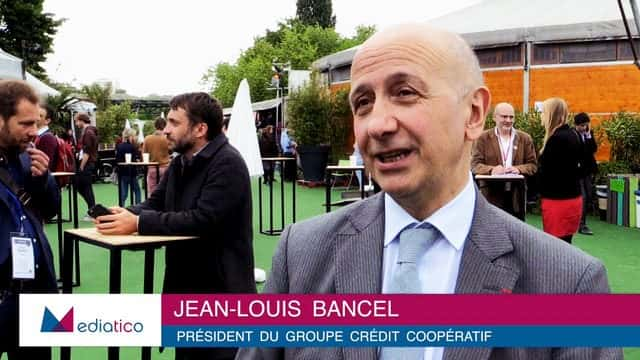 JEAN-LOUIS BANCEL
Mediatico
PRÉSIDENT DU GROUPE CRÉDIT COOPÉRATIF